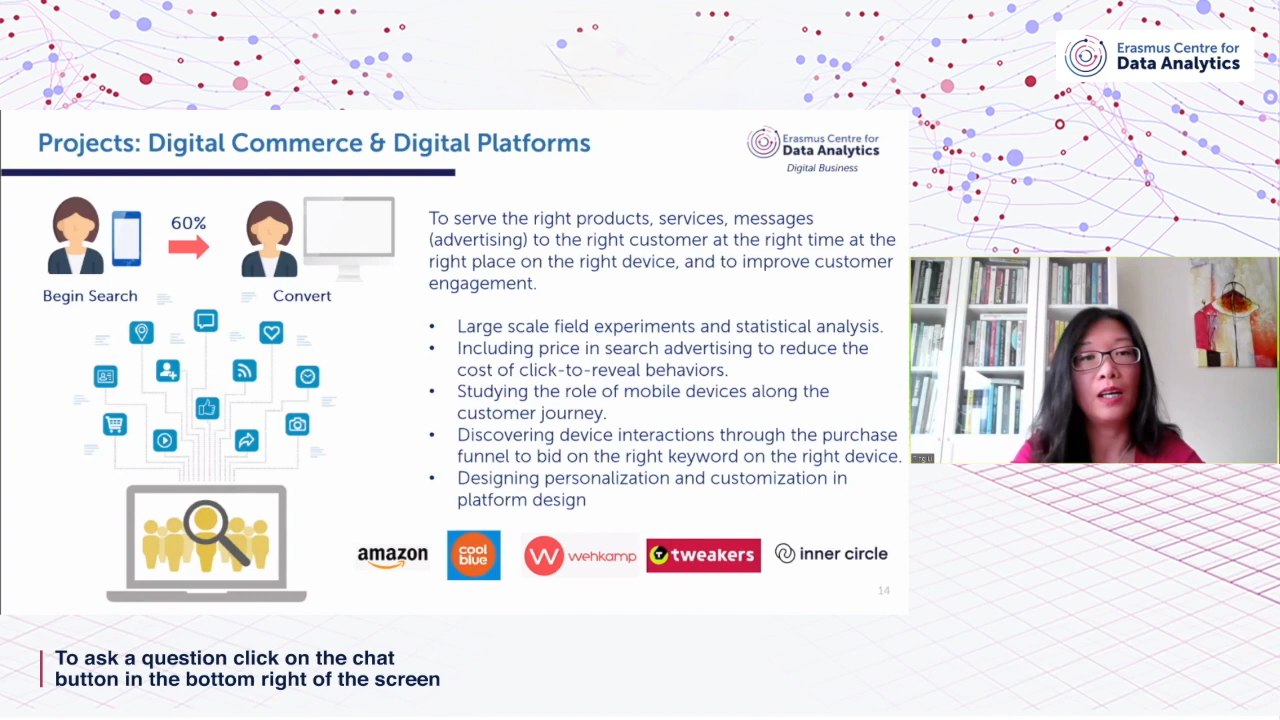 Erasmus Centre for
Data Analytics
Projects: Digital Commerce & Digital Platforms
Erasmus Centre for
Data Analytics
Digital Business
60%
Begin Search
Convert
To serve the right products, services, messages
(advertising) to the right customer at the right time at the
right place on the right device, and to improve customer
engagement.
• Large scale field experiments and statistical analysis.
• Including price in search advertising to reduce the
cost of click-to-reveal behaviors.
• Studying the role of mobile devices along the
customer journey.
• Discovering device interactions through the purchase
funnel to bid on the right keyword on the right device.
• Designing personalization and customization in
platform design
amazon
cool
blue
W wehkamp
tweakers
inner circle
14
To ask a question click on the chat
button in the bottom right of the screen